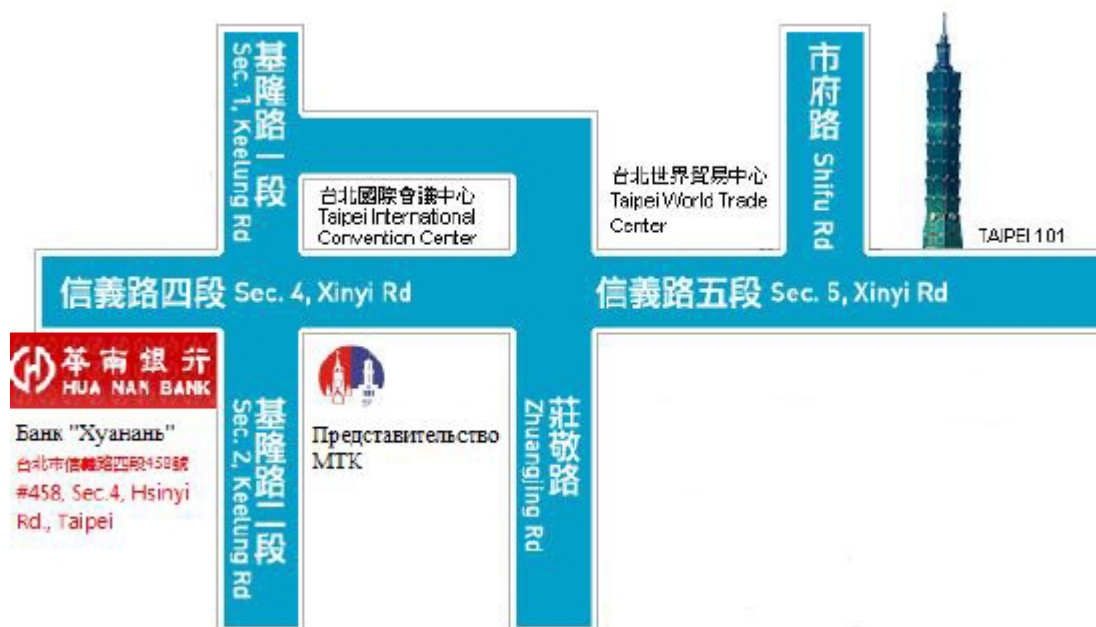 基隆路一段
Sec. 1, Keelung Rd
市府路 Shifu Rd
台北國際會議中心
Taipei International
Convention Center
台北世界貿易中心
Taipei World Trade
Center
TAIPEI 101
信義路四段 Sec. 4, Xinyi Rd
信義路五段 Sec. 5, Xinyi Rd
華南銀行
HUA NAN BANK
Банк "Хуанань"
台北市信義路四段458號
#458, Sec.4, Hsinyi
Rd., Taipei
基隆路二段
Sec. 2, Keelung Rd
Представительство
МТК
莊敬路
Zhuangjing Rd